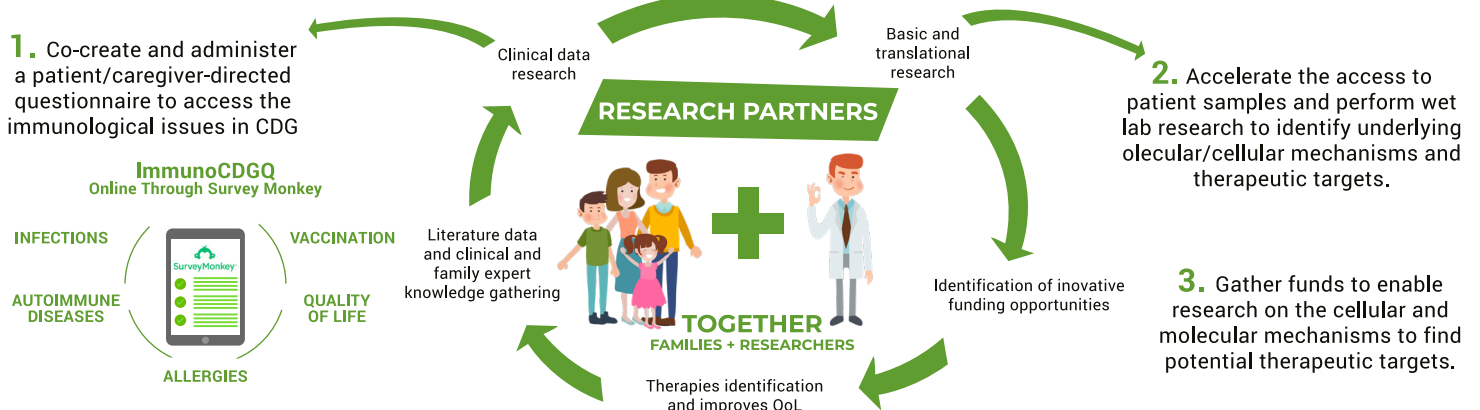 1. Co-create and administer
a patient/caregiver-directed
questionnaire to access the
immunological issues in CDG
ImmunoCDGQ
Online Through Survey Monkey
INFECTIONS
VACCINATION
SurveyMonkey
AUTOIMMUNE
DISEASES
QUALITY
OF LIFE
ALLERGIES
Clinical data
research
Basic and
translational
research
RESEARCH PARTNERS
Literature data
and clinical and
family expert
knowledge gathering
Identification of inovative
funding opportunities
TOGETHER
FAMILIES + RESEARCHERS
Therapies identification
and improves QoL
2. Accelerate the access to
patient samples and perform wet
lab research to identify underlying
olecular/cellular mechanisms and
therapeutic targets.
3. Gather funds to enable
research on the cellular and
molecular mechanisms to find
potential therapeutic targets.